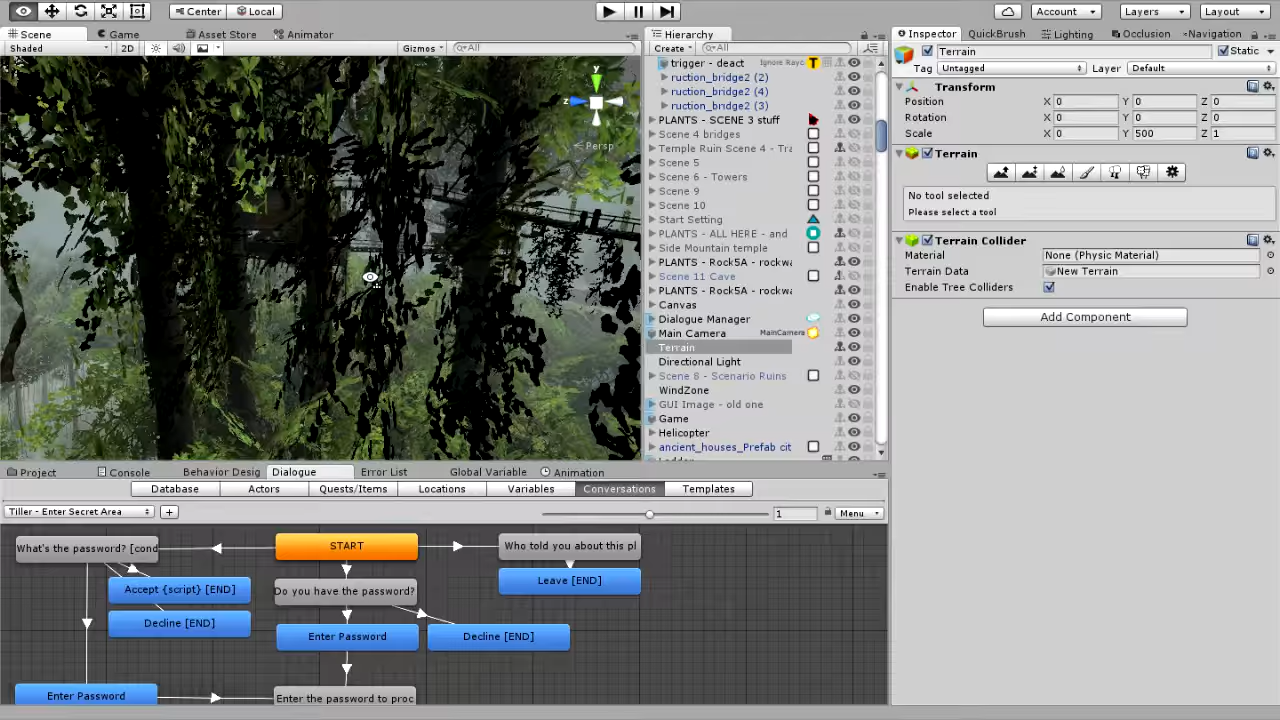 Center
Local
Account
Layers
Layout
Scene
Game
Asset Store
Animator
Shaded
2D
Gizmos
All
y
z
Persp
Hierarchy
Create
All
trigger - deact
Ignore Rayc
T
ruction_bridge2 (2)
ruction_bridge2 (4)
ruction_bridge2 (3)
PLANTS - SCENE 3 stuff
Scene 4 bridges
Temple Ruin Scene 4 - Tra
Scene 5
Scene 6 - Towers
Scene 9
Scene 10
Start Setting
PLANTS - ALL HERE - and
Side Mountain temple
PLANTS - Rock5A - rockwa
Scene 11 Cave
PLANTS - Rock5A - rockwa
Canvas
Dialogue Manager
Main Camera
MainCamera
Terrain
Directional Light
Scene 8 - Scenario Ruins
WindZone
GUI Image - old one
Game
Helicopter
ancient_houses_Prefab cit
Inspector
QuickBrush
Lighting
Occlusion
Navigation
Terrain
Static
Tag Untagged
Layer Default
Transform
Position X 0 Y 0 Z 0
Rotation X 0 Y 0 Z 0
Scale X 0 Y 500 Z 1
Terrain
No tool selected
Please select a tool
Terrain Collider
Material None (Physic Material)
Terrain Data New Terrain
Enable Tree Colliders
Add Component
Project
Console
Behavior Desig
Dialogue
Error List
Global Variable
Animation
Database
Actors
Quests/Items
Locations
Variables
Conversations
Templates
Tiller - Enter Secret Area
+
1
Menu
What's the password? [cond
START
Who told you about this pl
Accept {script} [END]
Do you have the password?
Leave [END]
Decline [END]
Enter Password
Decline [END]
Enter Password
Enter the password to proc